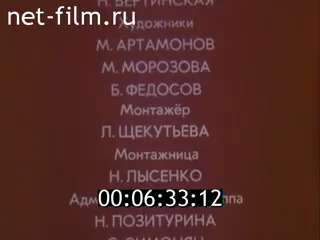 net-film.ru
Н. ВЕРТИНСКАЯ
Художники
М. АРТАМОНОВ
М. МОРОЗОВА
Б. ФЕДОСОВ
Монтажёр
Л. ЩЕКУТЬЕВА
Монтажница
Н. ЛЫСЕНКО
00:06:33:12
Н. ПОЗИТУРИНА